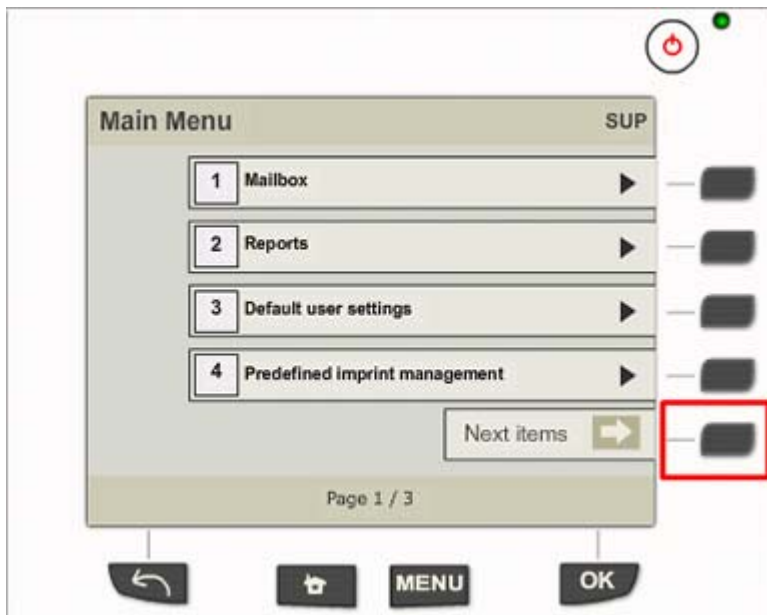 Main Menu SUP
1 Mailbox
2 Reports
3 Default user settings
4 Predefined imprint management
Next items
Page 1 / 3
MENU OK